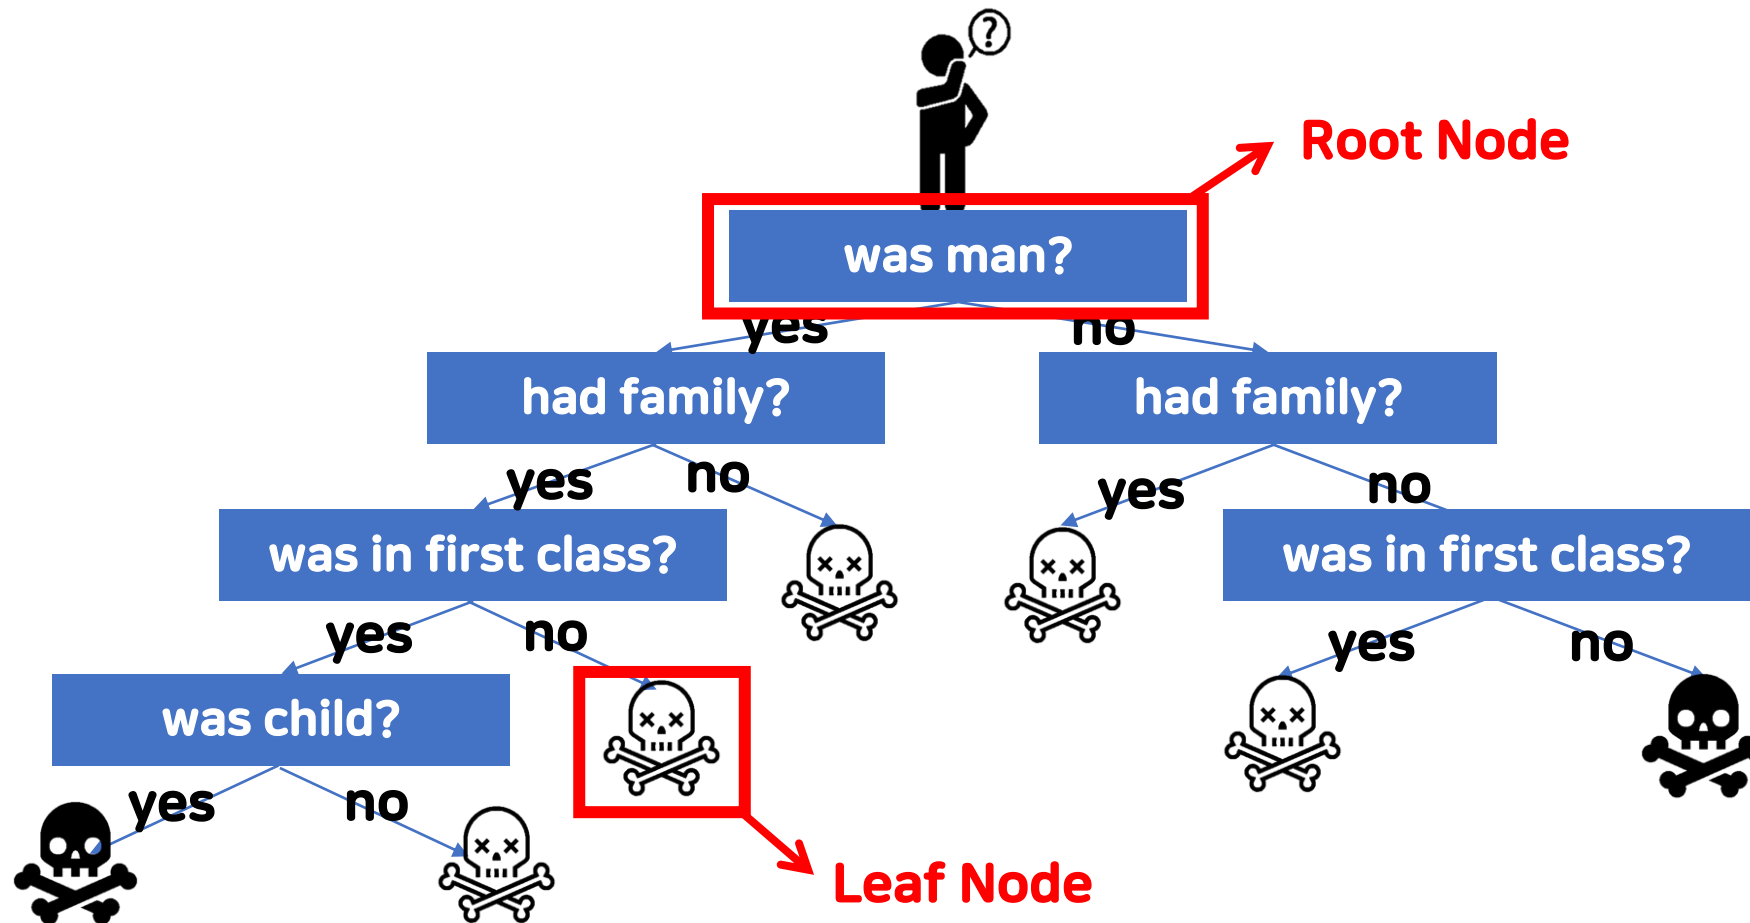 ?
Root Node
was man?
yes
no
had family?
had family?
yes
no
yes
no
was in first class?
was in first class?
yes
no
yes
no
was child?
yes
no
Leaf Node